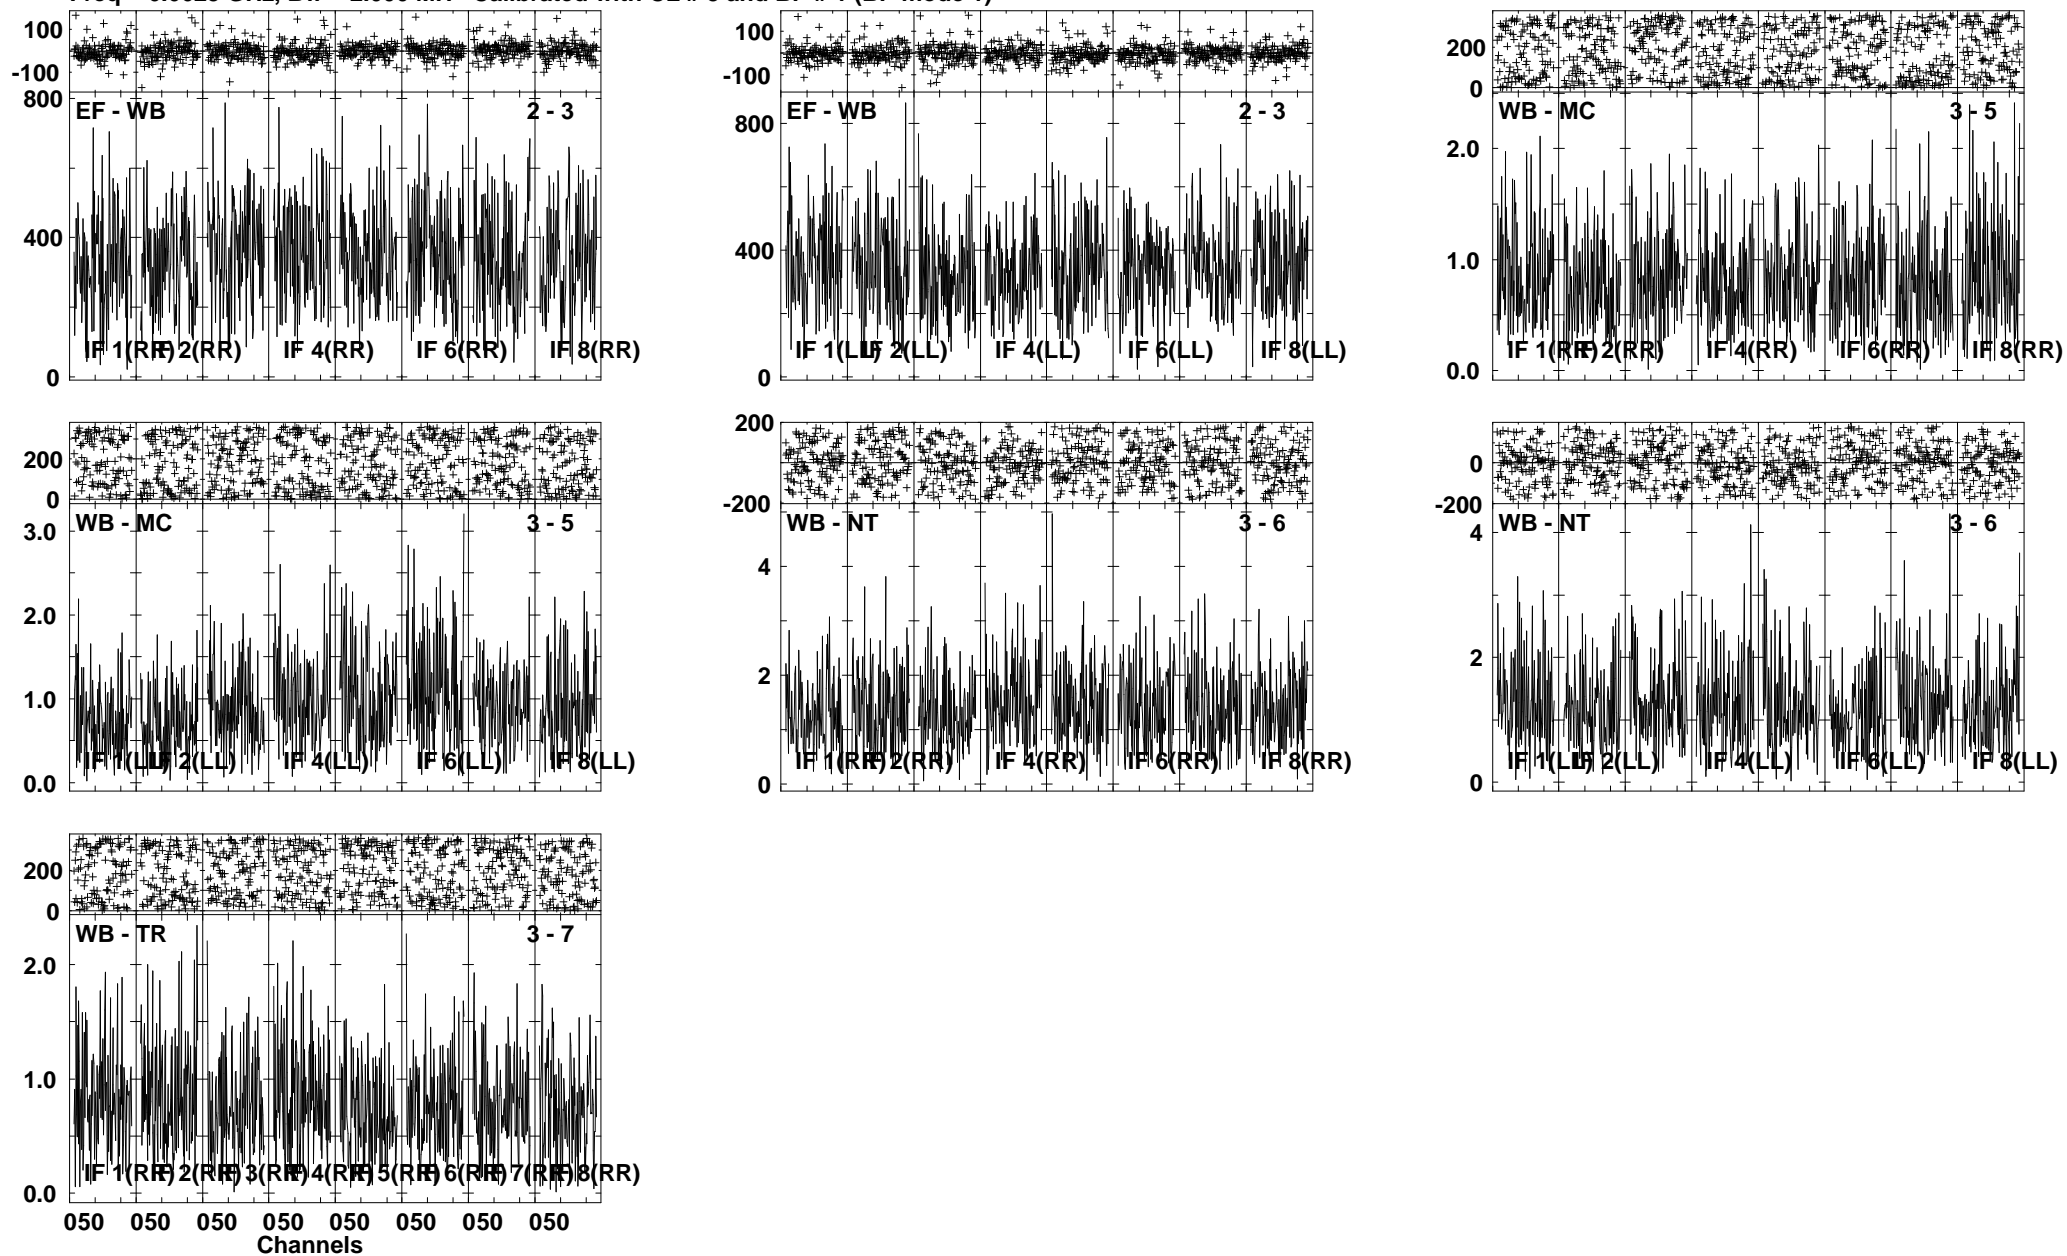 100
-100
800
400
0
EF - WB 2 - 3
IF 1(RR) IF 2(RR) IF 4(RR) IF 6(RR) IF 8(RR)
100
-100
800
400
0
EF - WB 2 - 3
IF 1(LL) IF 2(LL) IF 4(LL) IF 6(LL) IF 8(LL)
200
0
2.0
1.0
0.0
WB - MC 3 - 5
IF 1(RR) IF 2(RR) IF 4(RR) IF 6(RR) IF 8(RR)
200
0
3.0
2.0
1.0
0.0
WB - MC 3 - 5
IF 1(LL) IF 2(LL) IF 4(LL) IF 6(LL) IF 8(LL)
200
-200
4
2
0
WB - NT 3 - 6
IF 1(RR) IF 2(RR) IF 4(RR) IF 6(RR) IF 8(RR)
0
-200
4
2
0
WB - NT 3 - 6
IF 1(LL) IF 2(LL) IF 4(LL) IF 6(LL) IF 8(LL)
200
0
2.0
1.0
0.0
WB - TR 3 - 7
IF 1(RR) IF 2(RR) IF 3(RR) IF 4(RR) IF 5(RR) IF 6(RR) IF 7(RR) IF 8(RR)
050 050 050 050 050 050 050 050
Channels